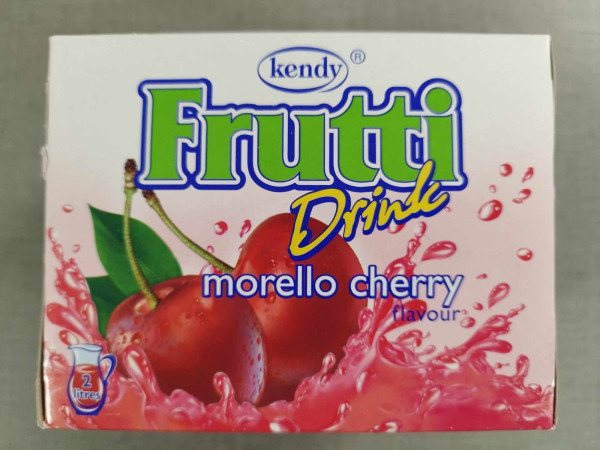 kendy®
Frutti
Drink
morello cherry
flavour
2
litres